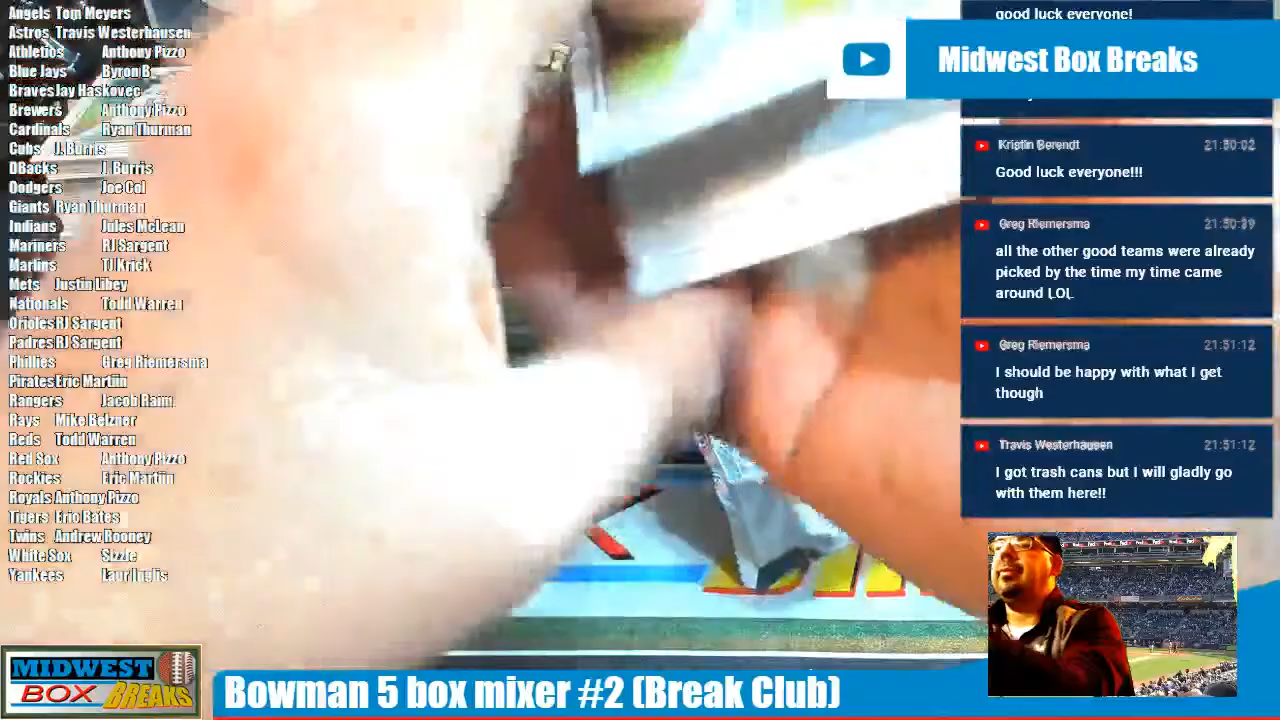 Angels Tom Meyers
Astros Travis Westerhausen
Athletics Anthony Pizzo
Blue Jays Byron B
Braves Jay Haskovec
Brewers Anthony Pizzo
Cardinals Ryan Thurman
Cubs J. Burris
DBacks J. Burris
Dodgers Joe Col
Giants Ryan Thurman
Indians Jules McLean
Mariners RJ Sargent
Marlins TJ Krick
Mets Justin Libey
Nationals Todd Warren
Orioles RJ Sargent
Padres RJ Sargent
Phillies Greg Riemersma
Pirates Eric Martin
Rangers Jacob
Rays Mike Belzner
Reds Todd Warren
Red Sox Anthony Pizzo
Rockies Eric Martin
Royals Anthony Pizzo
Tigers Eric Bates
Twins Andrew Rooney
White Sox Sizzle
Yankees Laur Inglis
MIDWEST
BOX BREAKS
Bowman 5 box mixer #2 (Break Club)
good luck everyone!
Midwest Box Breaks
Kristin Berendt 21:50:02
Good luck everyone!!!
Greg Riemersma 21:50:39
all the other good teams were already
picked by the time my time came
around LOL
Greg Riemersma 21:51:12
I should be happy with what I get
though
Travis Westerhausen 21:51:12
I got trash cans but I will gladly go
with them here!!